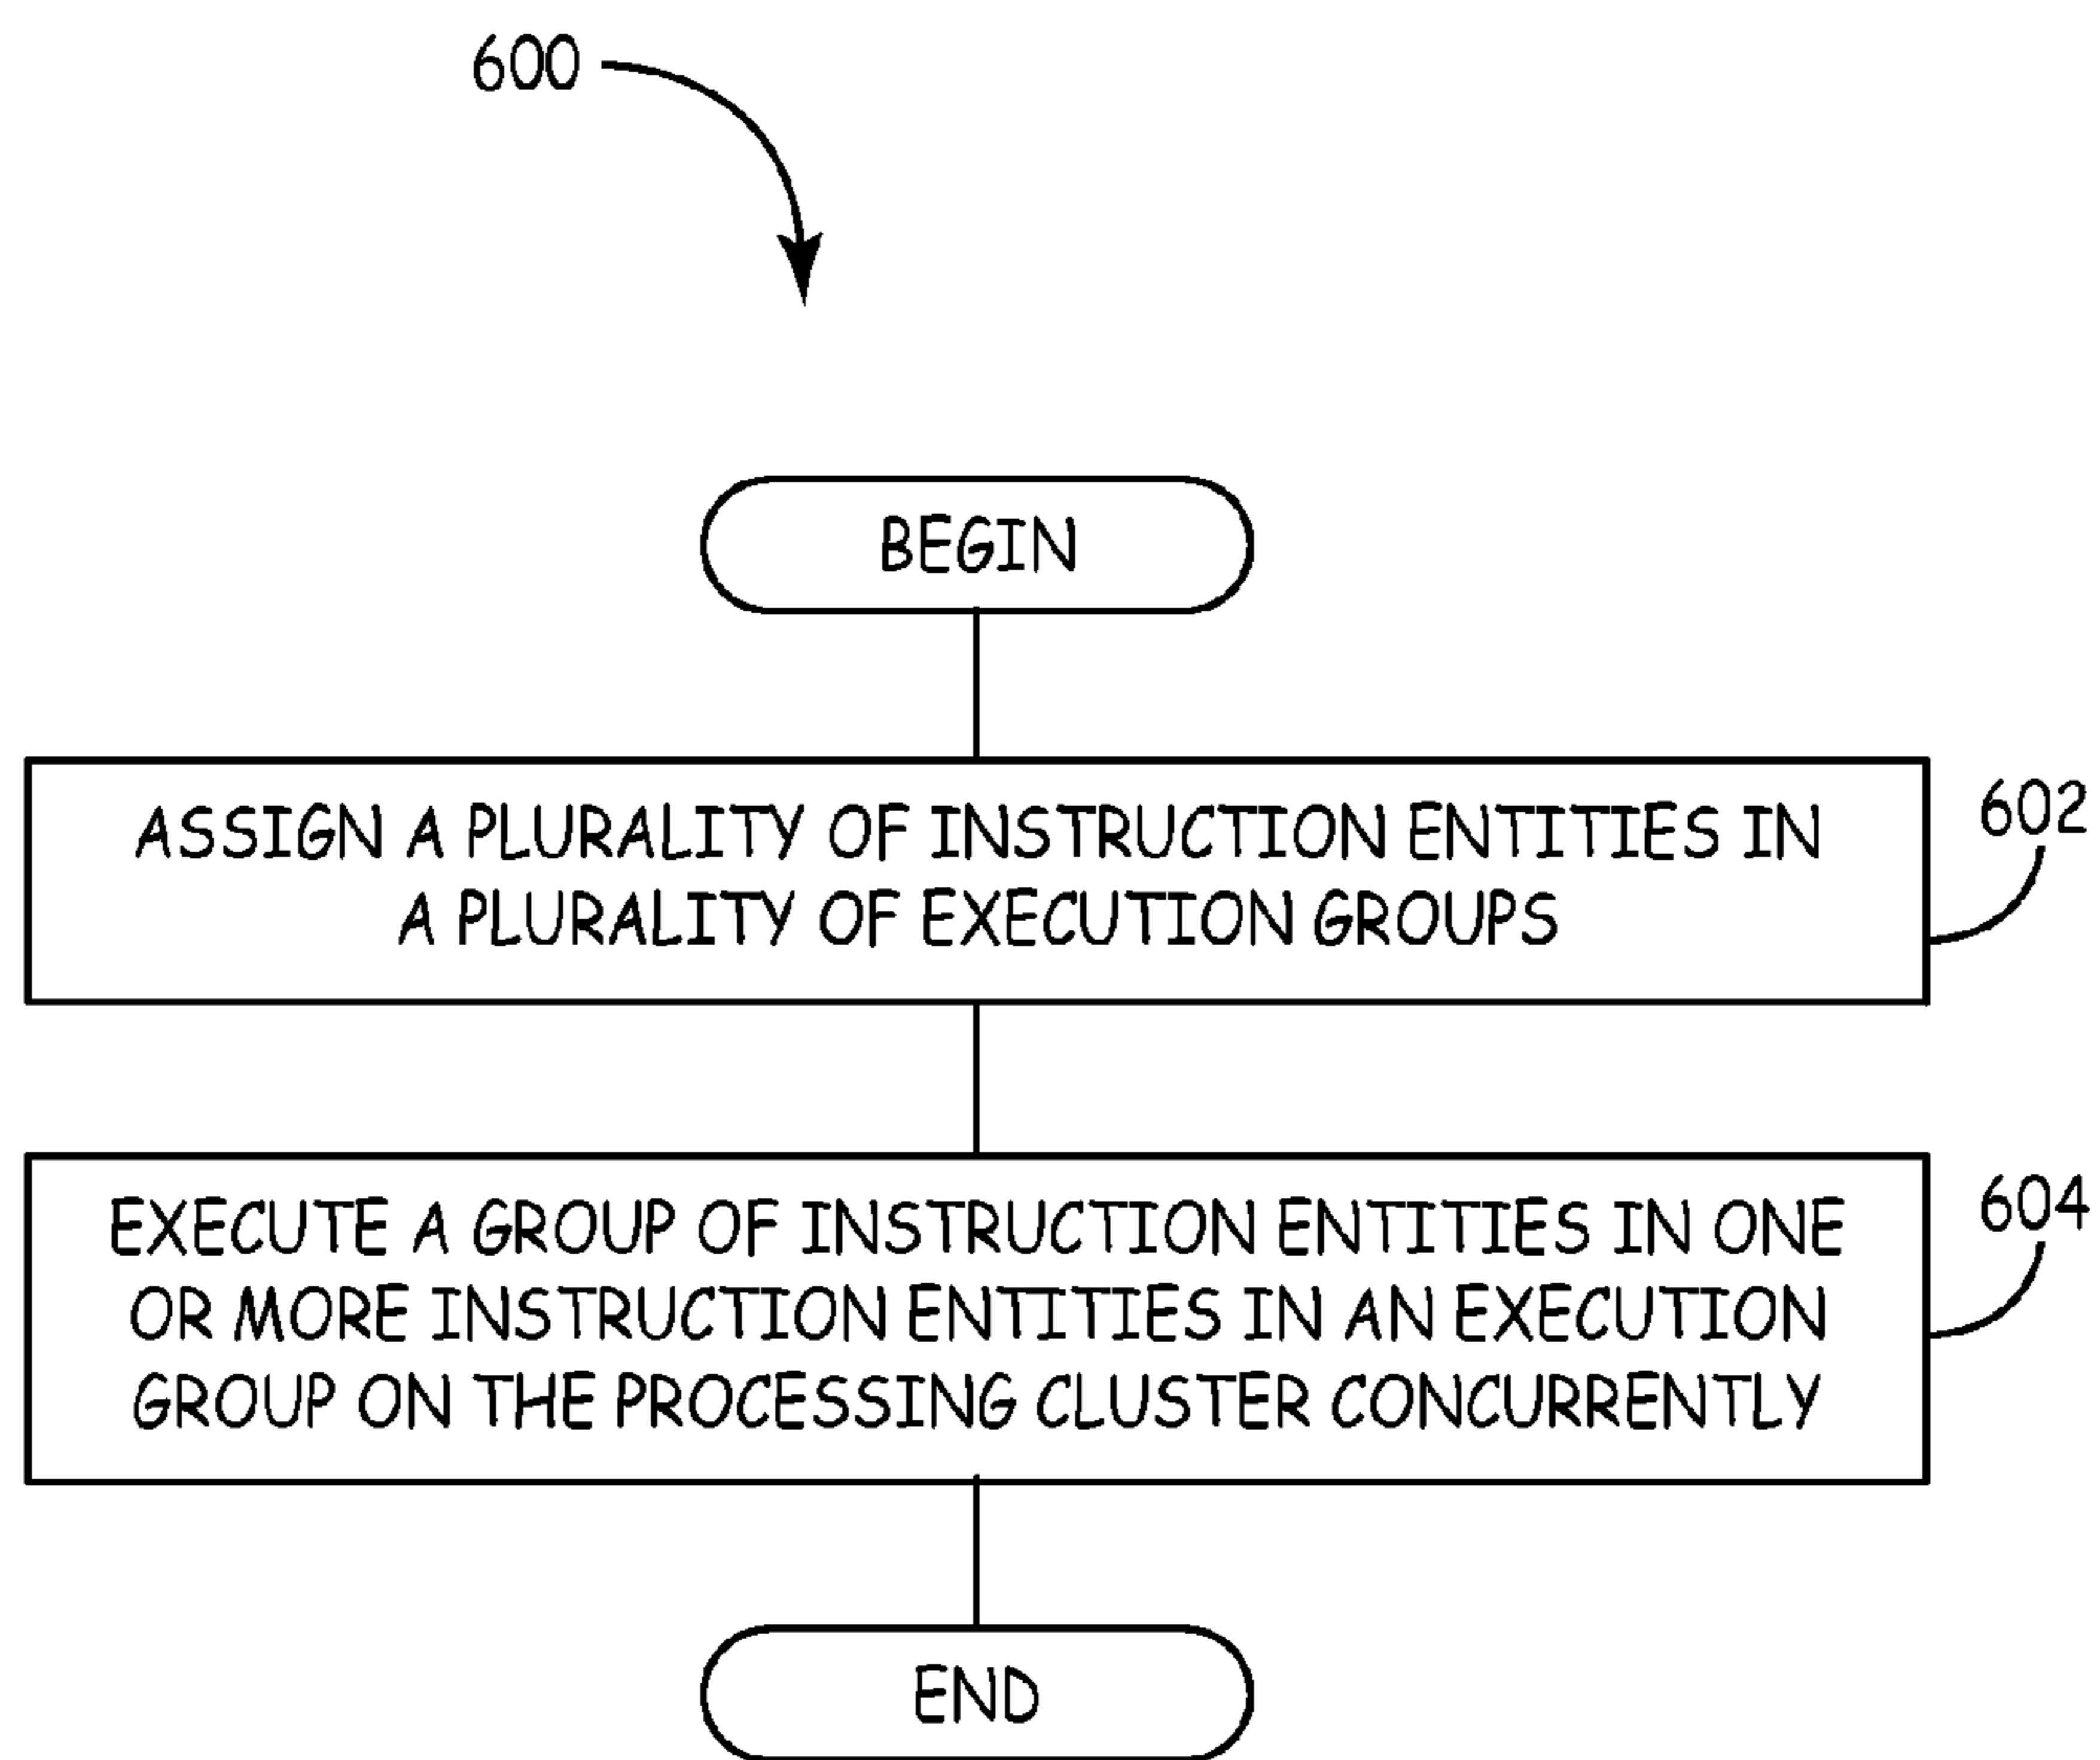 600
BEGIN
ASSIGN A PLURALITY OF INSTRUCTION ENTITIES IN
A PLURALITY OF EXECUTION GROUPS
602
EXECUTE A GROUP OF INSTRUCTION ENTITIES IN ONE
OR MORE INSTRUCTION ENTITIES IN AN EXECUTION
GROUP ON THE PROCESSING CLUSTER CONCURRENTLY
604
END